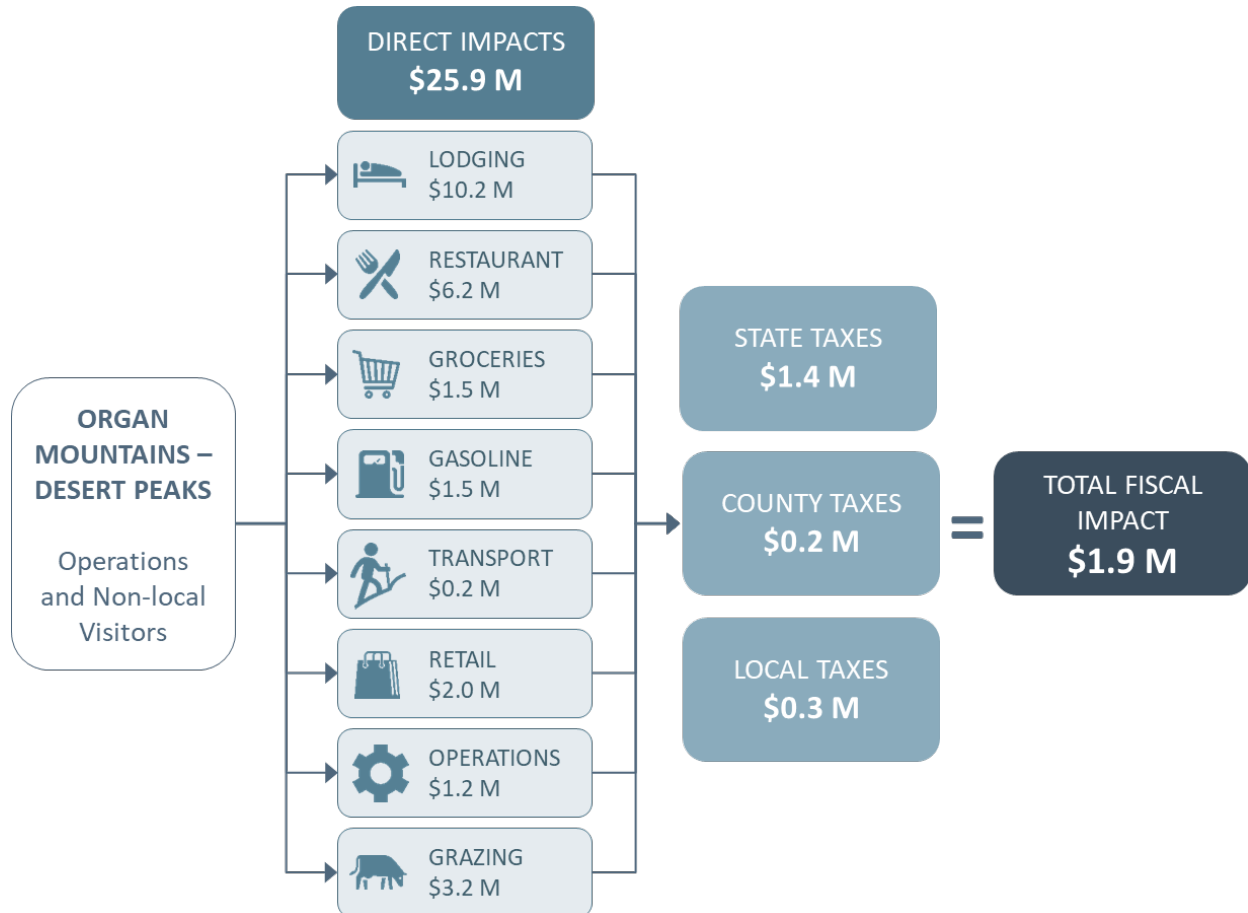 DIRECT IMPACTS
$25.9 M
LODGING
$10.2 M
RESTAURANT
$6.2 M
GROCERIES
$1.5 M
GASOLINE
$1.5 M
TRANSPORT
$0.2 M
RETAIL
$2.0 M
OPERATIONS
$1.2 M
GRAZING
$3.2 M
ORGAN
MOUNTAINS –
DESERT PEAKS
Operations
and Non-local
Visitors
STATE TAXES
$1.4 M
COUNTY TAXES
$0.2 M
LOCAL TAXES
$0.3 M
=
TOTAL FISCAL
IMPACT
$1.9 M